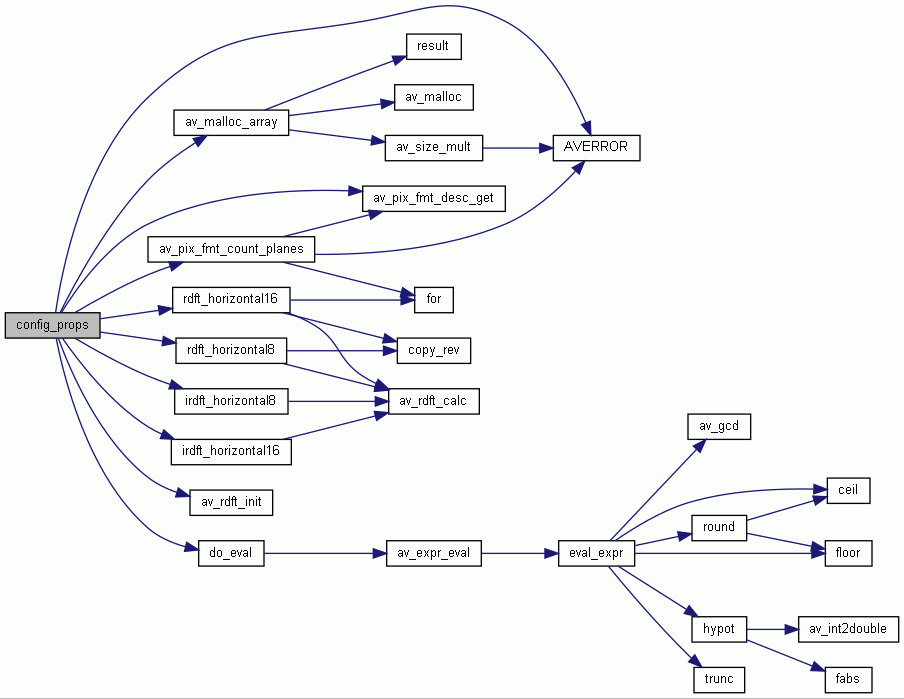 result
av_malloc
av_malloc_array
av_size_mult
AVERROR
av_pix_fmt_desc_get
av_pix_fmt_count_planes
rdft_horizontal16
for
config_props
rdft_horizontal8
copy_rev
irdft_horizontal8
av_rdft_calc
av_gcd
irdft_horizontal16
ceil
av_rdft_init
round
do_eval
av_expr_eval
eval_expr
floor
hypot
av_int2double
trunc
fabs